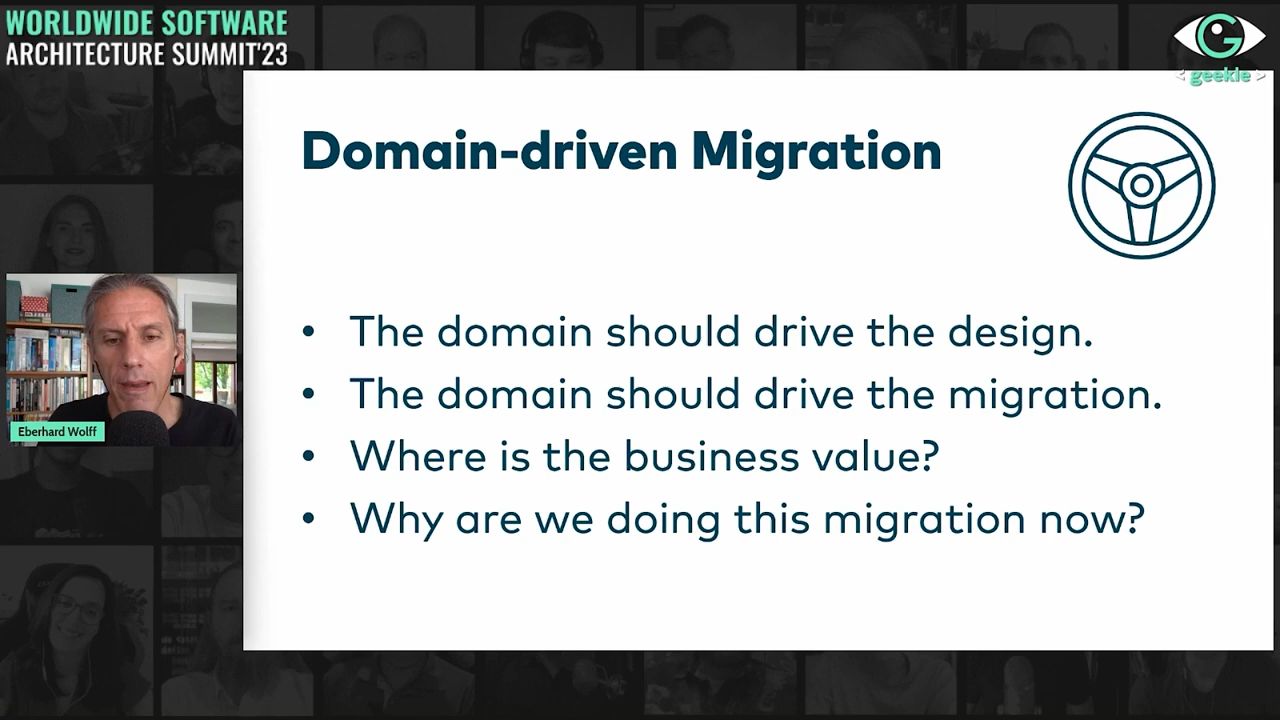 WORLDWIDE SOFTWARE
ARCHITECTURE SUMMIT'23
G
< geekle >
Domain-driven Migration
• The domain should drive the design.
• The domain should drive the migration.
• Where is the business value?
• Why are we doing this migration now?
Eberhard Wolff